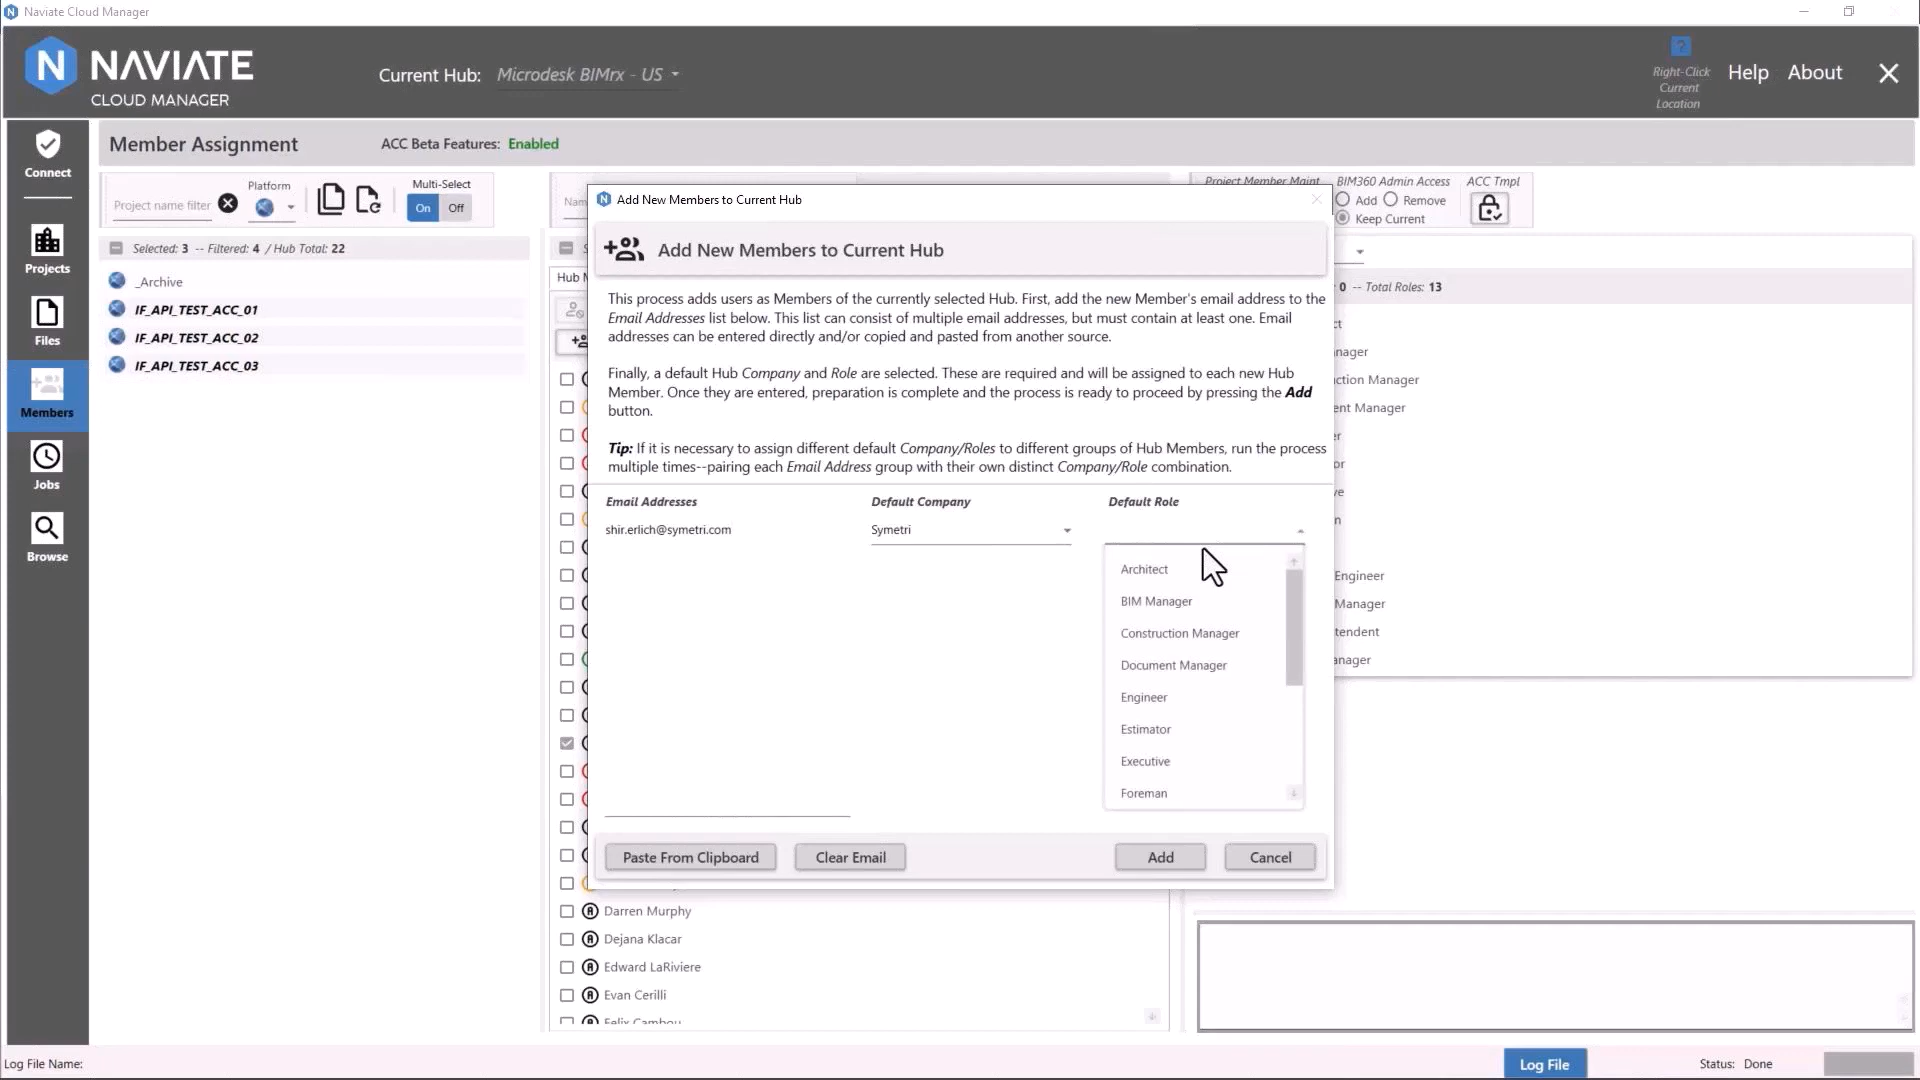 Naviate Cloud Manager
NAVIATE
CLOUD MANAGER
Current Hub: Microdesk BIMrx - US
Right-Click
Current
Location
Help About
Connect
Projects
Files
Members
Jobs
Browse
Member Assignment
ACC Beta Features: Enabled
Project name filter
Platform
Multi-Select
On Off
Selected: 3 -- Filtered: 4 / Hub Total: 22
_Archive
IF_API_TEST_ACC_01
IF_API_TEST_ACC_02
IF_API_TEST_ACC_03
Project Member Maint
BIM360 Admin Access
Add Remove
Keep Current
ACC Tmpl
Add New Members to Current Hub
Add New Members to Current Hub
This process adds users as Members of the currently selected Hub. First, add the new Member's email address to the
Email Addresses list below. This list can consist of multiple email addresses, but must contain at least one. Email
addresses can be entered directly and/or copied and pasted from another source.
Finally, a default Hub Company and Role are selected. These are required and will be assigned to each new Hub
Member. Once they are entered, preparation is complete and the process is ready to proceed by pressing the Add
button.
Tip: If it is necessary to assign different default Company/Roles to different groups of Hub Members, run the process
multiple times--pairing each Email Address group with their own distinct Company/Role combination.
Email Addresses
shir.erlich@symetri.com
Default Company
Symetri
Default Role
Architect
BIM Manager
Construction Manager
Document Manager
Engineer
Estimator
Executive
Foreman
Paste From Clipboard
Clear Email
Add
Cancel
0 -- Total Roles: 13
ction Manager
ent Manager
Engineer
Manager
tendent
anager
Darren Murphy
Dejana Klacar
Edward LaRiviere
Evan Cerilli
Felix Cambou
Log File Name:
Log File
Status: Done